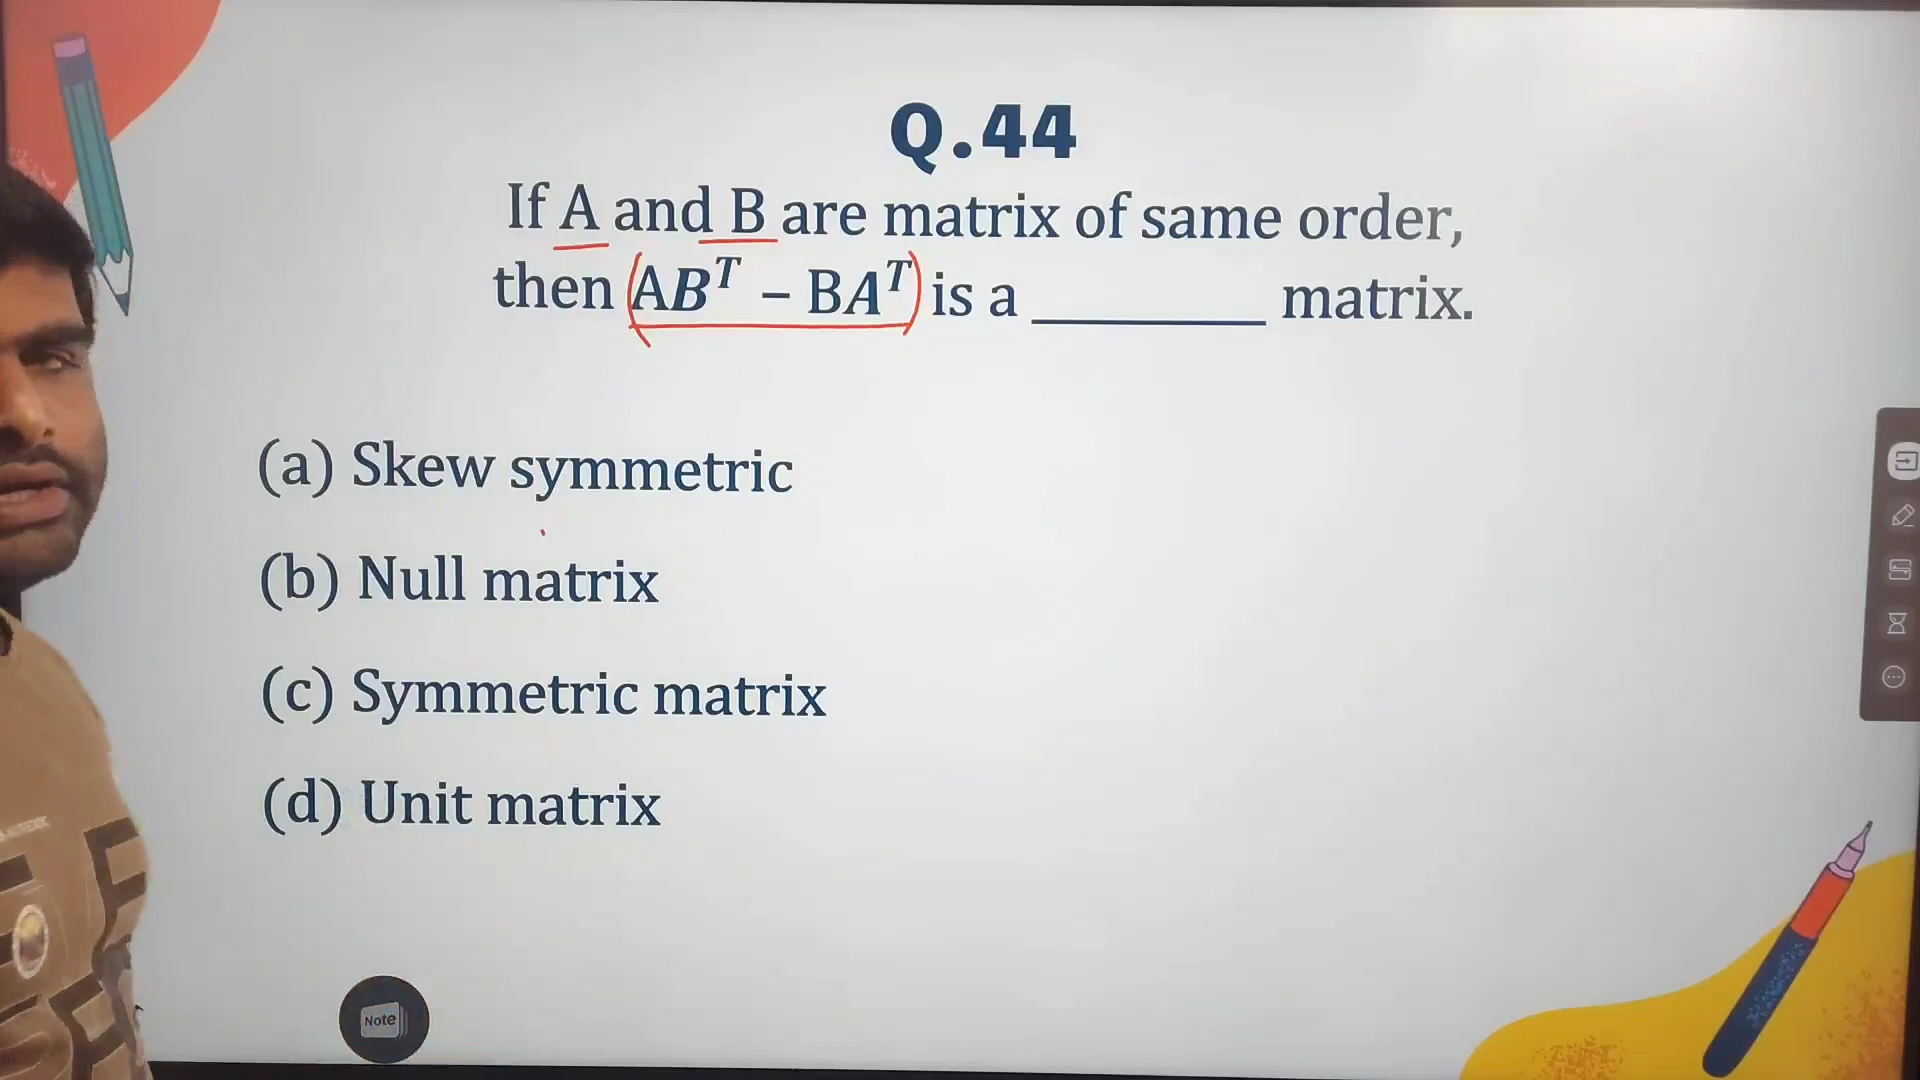 Q.44
If A and B are matrix of same order,
then (AB^T – BA^T) is a ________ matrix.
(a) Skew symmetric
(b) Null matrix
(c) Symmetric matrix
(d) Unit matrix
Note